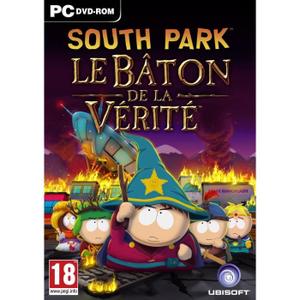 PC DVD-ROM
SOUTH PARK
LE BÂTON
DE LA
VÉRITÉ
18
www.pegi.info
UBISOFT